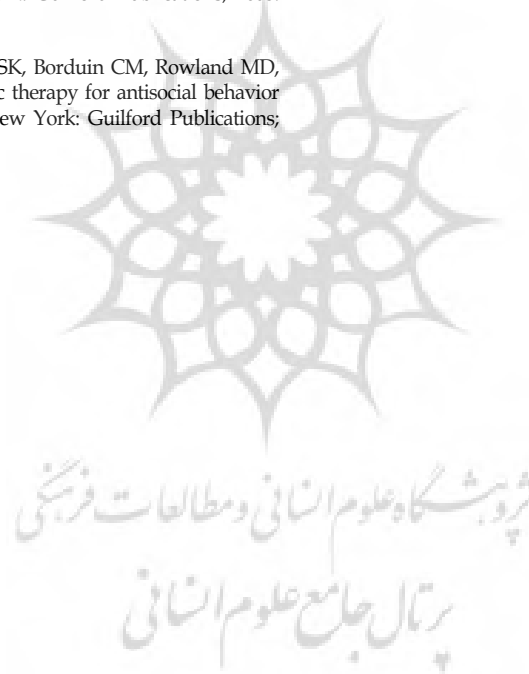 SK, Borduin CM, Rowland MD,
c therapy for antisocial behavior
ew York: Guilford Publications;
پژوهشگاه علوم انسانی و مطالعات فرهنگی
پرتال جامع علوم انسانی